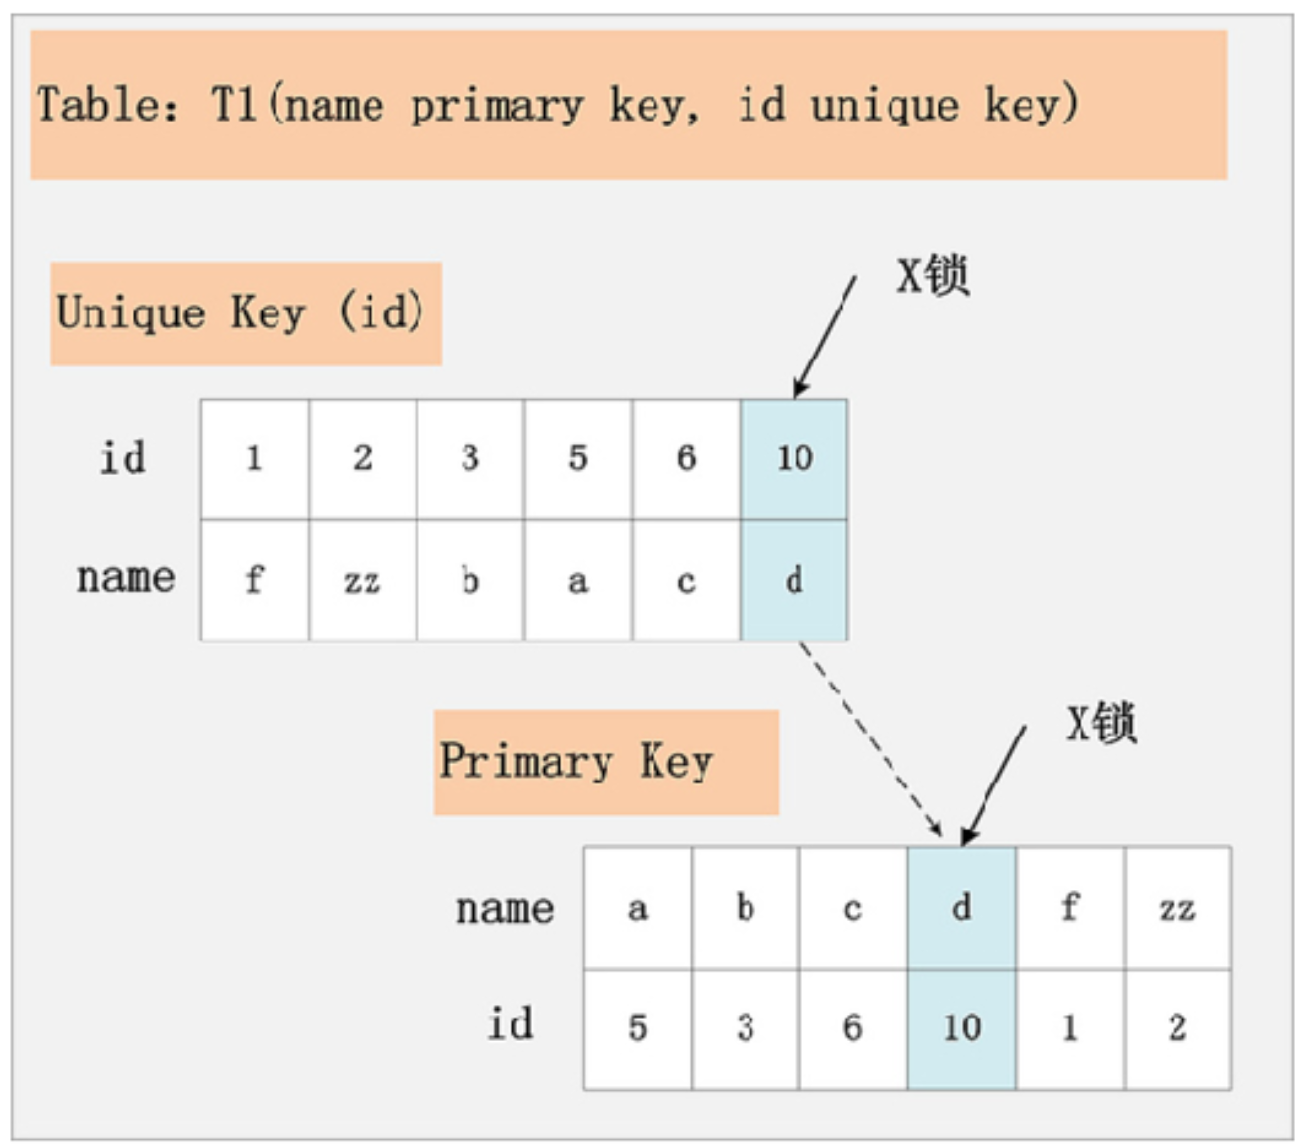 Table: T1(name primary key, id unique key)
X锁
Unique Key (id)
id 1 2 3 5 6 10
name f zz b a c d
X锁
Primary Key
name a b c d f zz
id 5 3 6 10 1 2